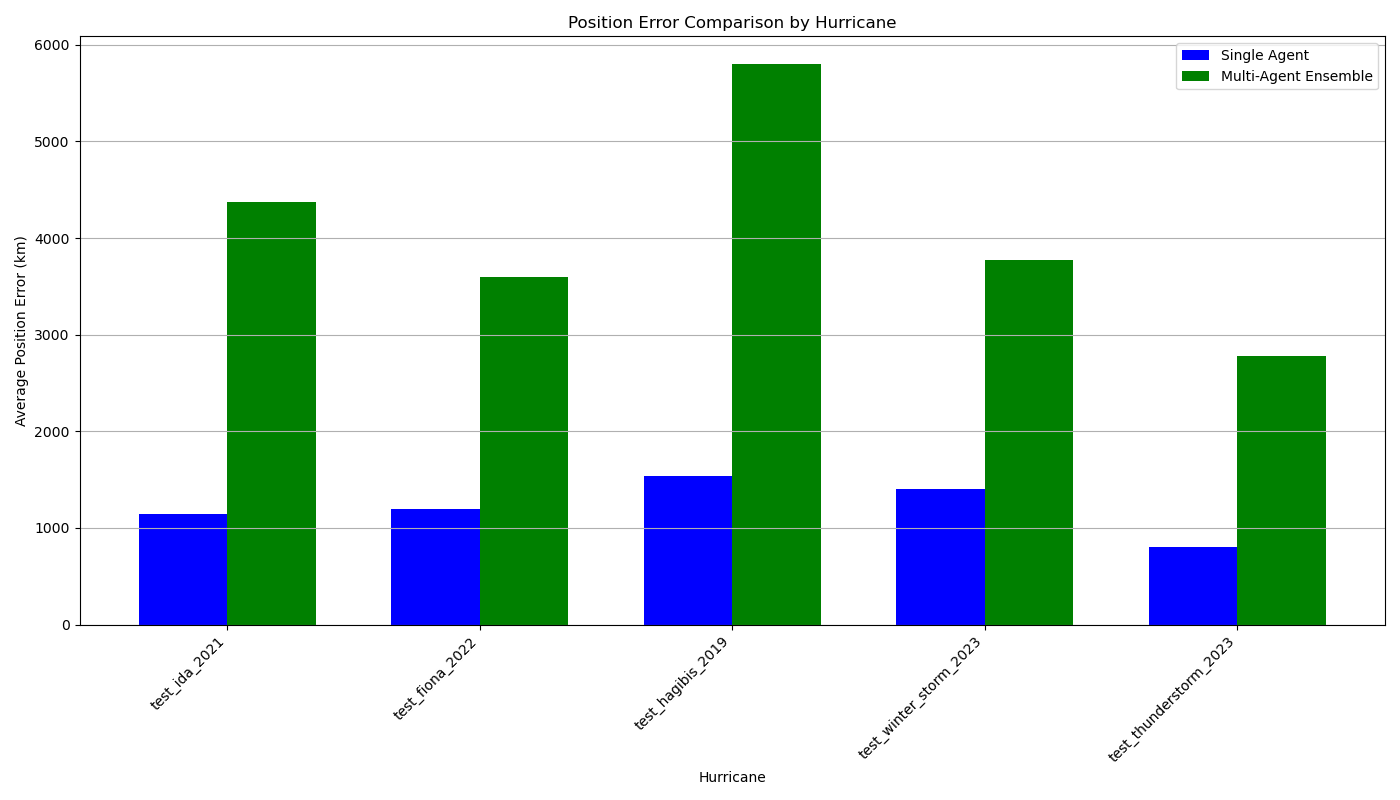 Position Error Comparison by Hurricane
Single Agent
Multi-Agent Ensemble
Average Position Error (km)
6000
5000
4000
3000
2000
1000
0
test_ida_2021
test_fiona_2022
test_hagibis_2019
test_winter_storm_2023
test_thunderstorm_2023
Hurricane